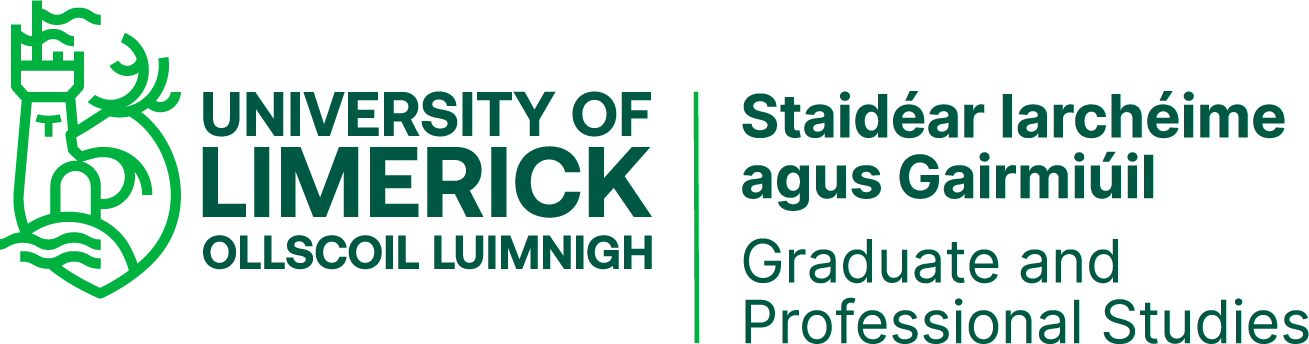 UNIVERSITY OF
LIMERICK
OLLSCOIL LUIMNIGH
Staidéar Iarchéime
agus Gairmiúil
Graduate and
Professional Studies